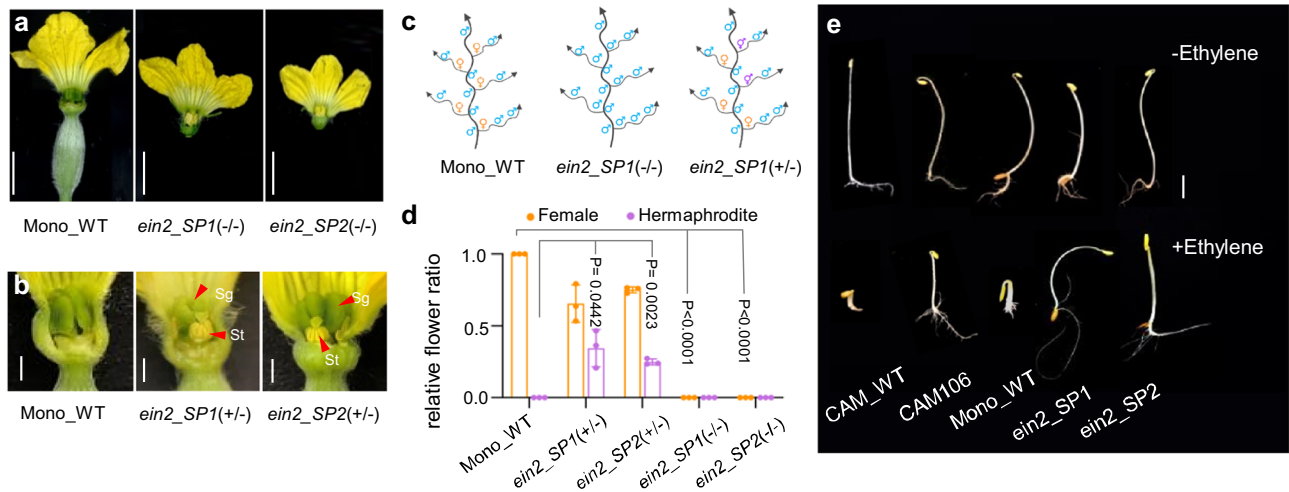 a
Mono_WT
ein2_SP1(-/-)
ein2_SP2(-/-)
b
Sg
St
Sg
St
Mono_WT
ein2_SP1(+/-)
ein2_SP2(+/-)
c
♂ ♀ ⚥
Mono_WT
ein2_SP1(-/-)
ein2_SP1(+/-)
d
Female
Hermaphrodite
relative flower ratio
1.0
0.5
0.0
P= 0.0442
P= 0.0023
P<0.0001
P<0.0001
Mono_WT
ein2_SP1(+/-)
ein2_SP2(+/-)
ein2_SP1(-/-)
ein2_SP2(-/-)
e
-Ethylene
+Ethylene
CAM_WT
CAM106
Mono_WT
ein2_SP1
ein2_SP2